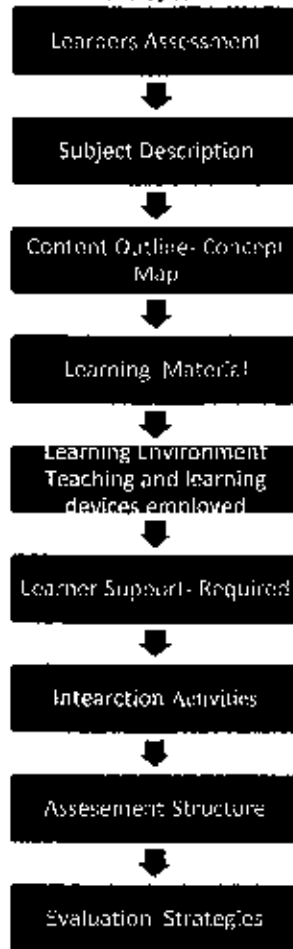 Learners Assessment
Subject Description
Content Outline- Concept
Map
Learning Material
Learning Environment
Teaching and learning
devices employed
Learner Support- Required
Intearction Activities
Assesement Structure
Evaluation Strategies